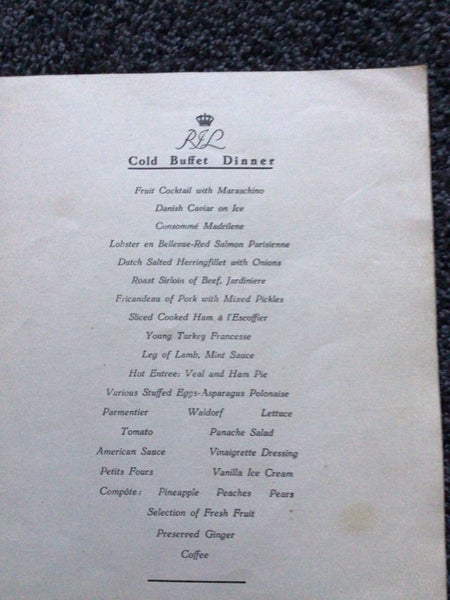 RJL
Cold Buffet Dinner
Fruit Cocktail with Maraschino
Danish Caviar on Ice
Consommé Madrilene
Lobster en Bellevue-Red Salmon Parisienne
Dutch Salted Herringfillet with Onions
Roast Sirloin of Beef, Jardiniere
Fricandeau of Pork with Mixed Pickles
Sliced Cooked Ham à l'Escoffier
Young Turkey Francesse
Leg of Lamb, Mint Sauce
Hot Entree: Veal and Ham Pie
Various Stuffed Eggs-Asparagus Polonaise
Parmentier Waldorf Lettuce
Tomato Panache Salad
American Sauce Vinaigrette Dressing
Petits Fours Vanilla Ice Cream
Compôte: Pineapple Peaches Pears
Selection of Fresh Fruit
Preserved Ginger
Coffee